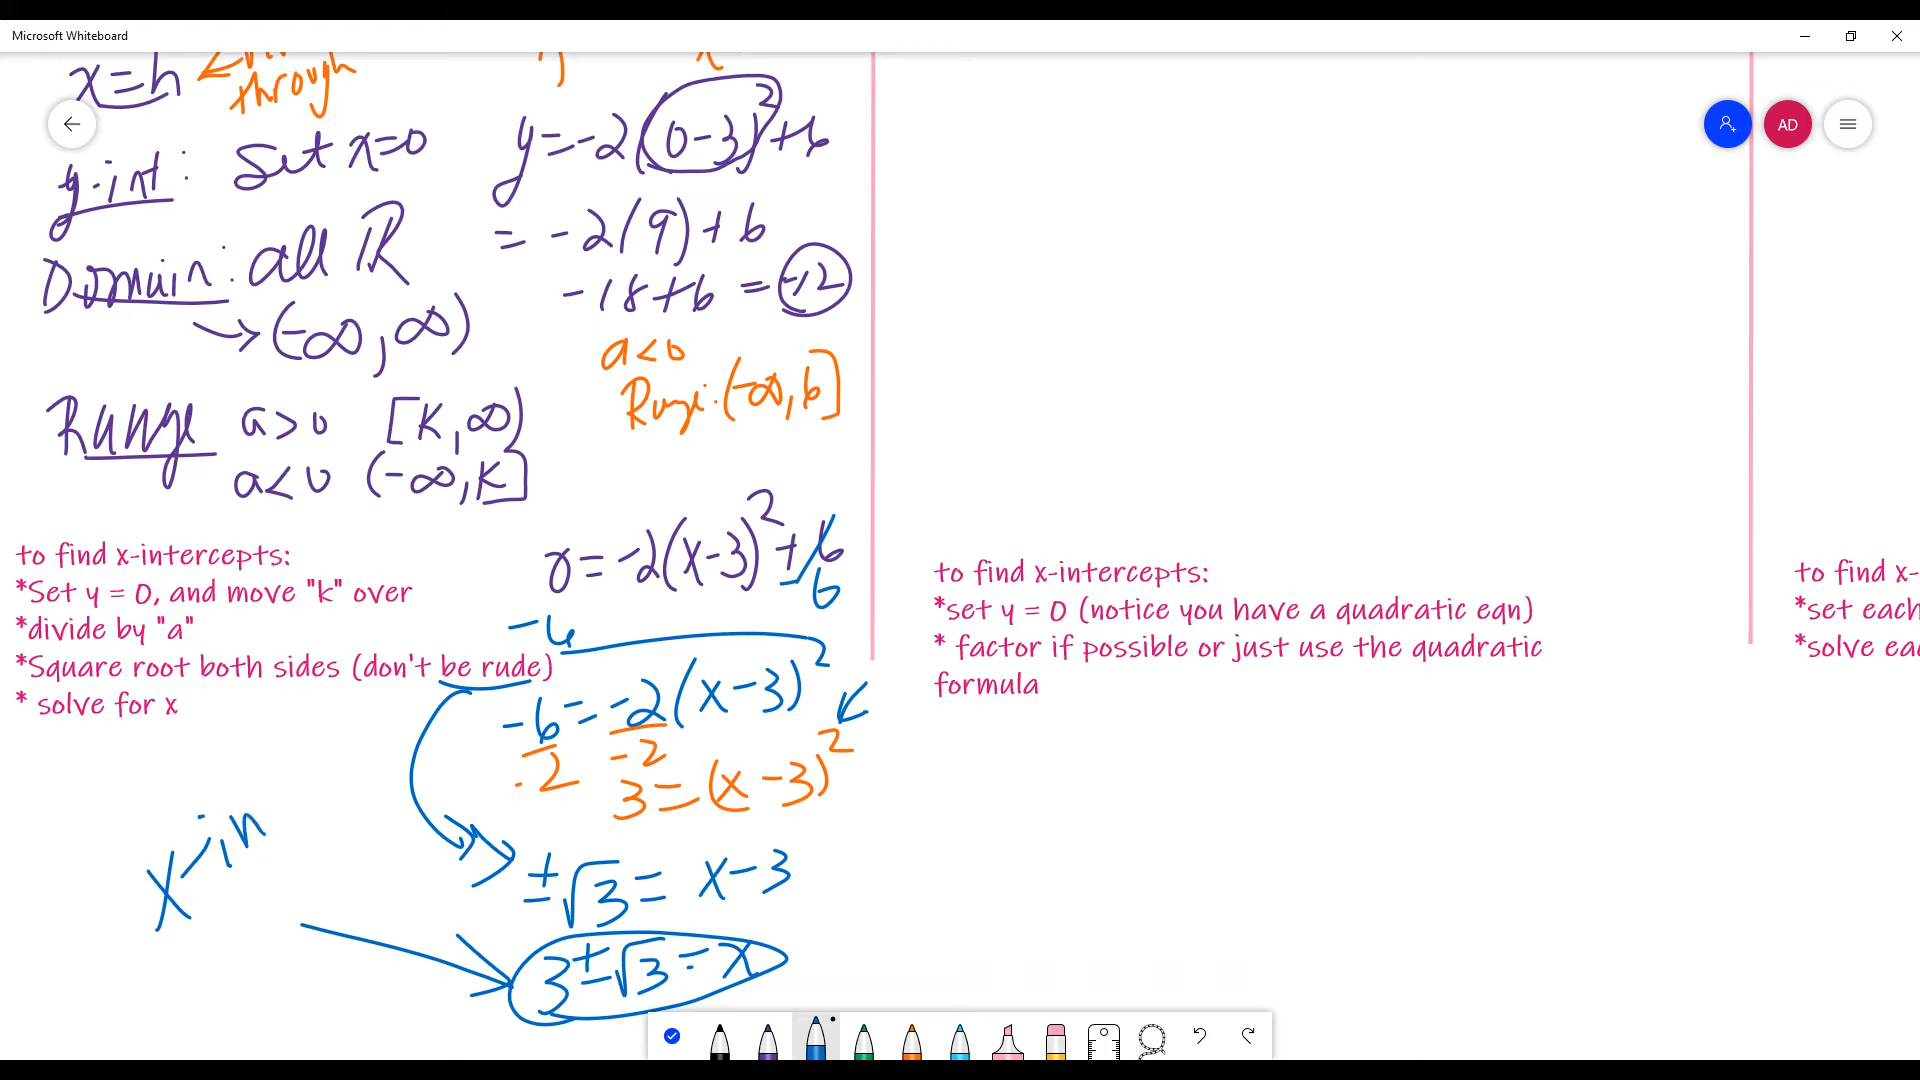 Microsoft Whiteboard
x=h
through
y-int: Set x=0
Domain: all ℝ
→ (-∞, ∞)
Range a>0 [K, ∞)
a<0 (-∞, K]
y = -2(0-3)² + 6
= -2(9) + 6
-18+6 = -12
a<0
Range: (-∞, 6]
to find x-intercepts:
*Set y = 0, and move "k" over
*divide by "a"
*Square root both sides (don't be rude)
* solve for x
0 = -2(x-3)² + 6
-6
-6
-6 = -2(x-3)²
-2 -2
3 = (x-3)²
± √3 = x-3
3 ± √3 = x
x-in
to find x-intercepts:
*set y = 0 (notice you have a quadratic eqn)
* factor if possible or just use the quadratic
formula
AD
to find x-
*set each
*solve ea